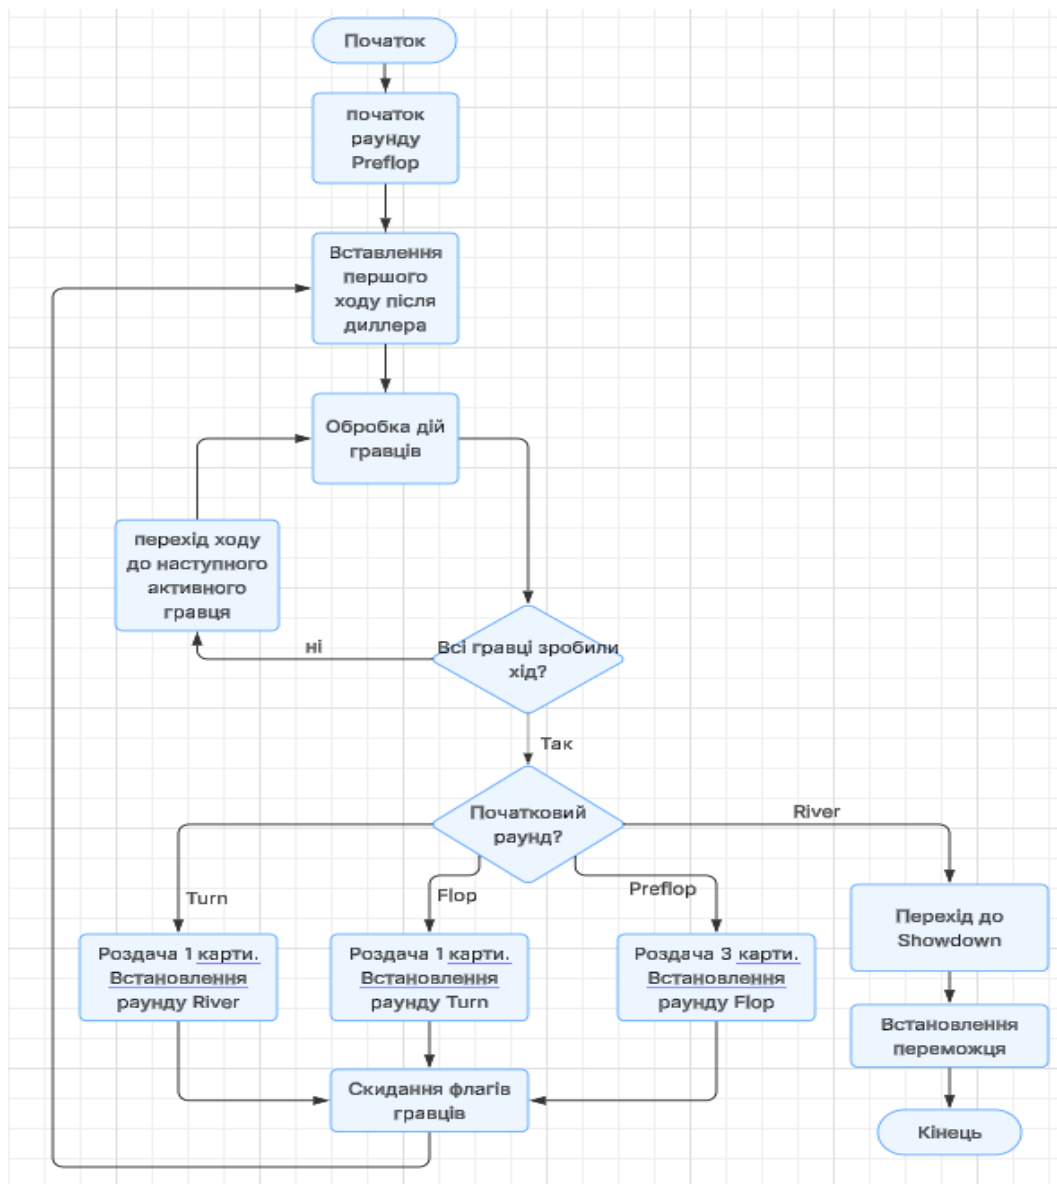 Початок
початок
раунду
Preflop
Вставлення
першого
ходу після
диллера
Обробка дій
гравців
перехід ходу
до наступного
активного
гравця
ні
Всі гравці зробили
хід?
Так
Початковий
раунд?
River
Turn
Flop
Preflop
Роздача 1 карти.
Встановлення
раунду River
Роздача 1 карти.
Встановлення
раунду Turn
Роздача 3 карти.
Встановлення
раунду Flop
Перехід до
Showdown
Встановлення
переможця
Скидання флагів
гравців
Кінець